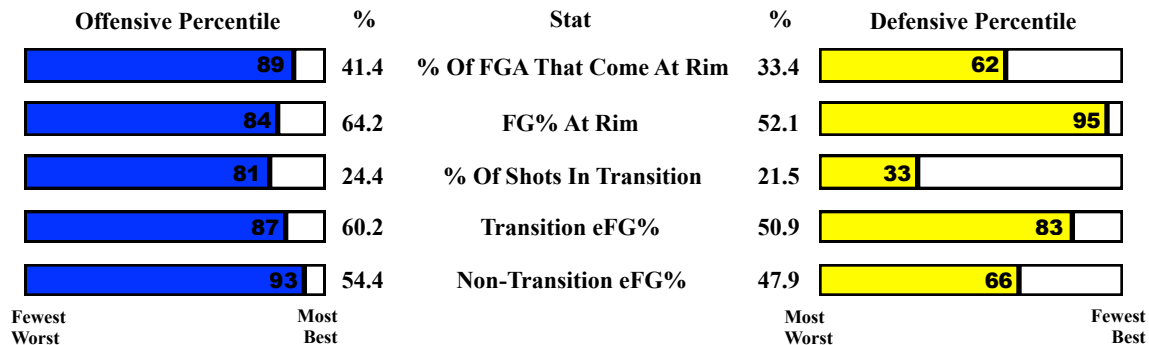 Offensive Percentile % Stat % Defensive Percentile
89 41.4 % Of FGA That Come At Rim 33.4 62
84 64.2 FG% At Rim 52.1 95
81 24.4 % Of Shots In Transition 21.5 33
87 60.2 Transition eFG% 50.9 83
93 54.4 Non-Transition eFG% 47.9 66
Fewest Most Most Fewest
Worst Best Worst Best